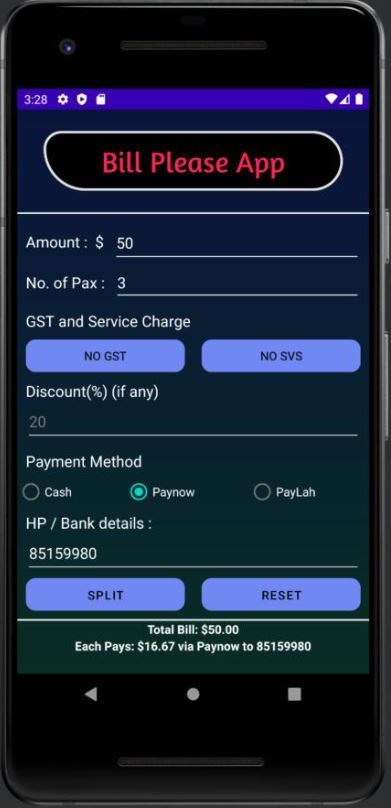 3:28
Bill Please App
Amount : $ 50
No. of Pax : 3
GST and Service Charge
NO GST NO SVS
Discount(%) (if any)
20
Payment Method
Cash Paynow PayLah
HP / Bank details :
85159980
SPLIT RESET
Total Bill: $50.00
Each Pays: $16.67 via Paynow to 85159980